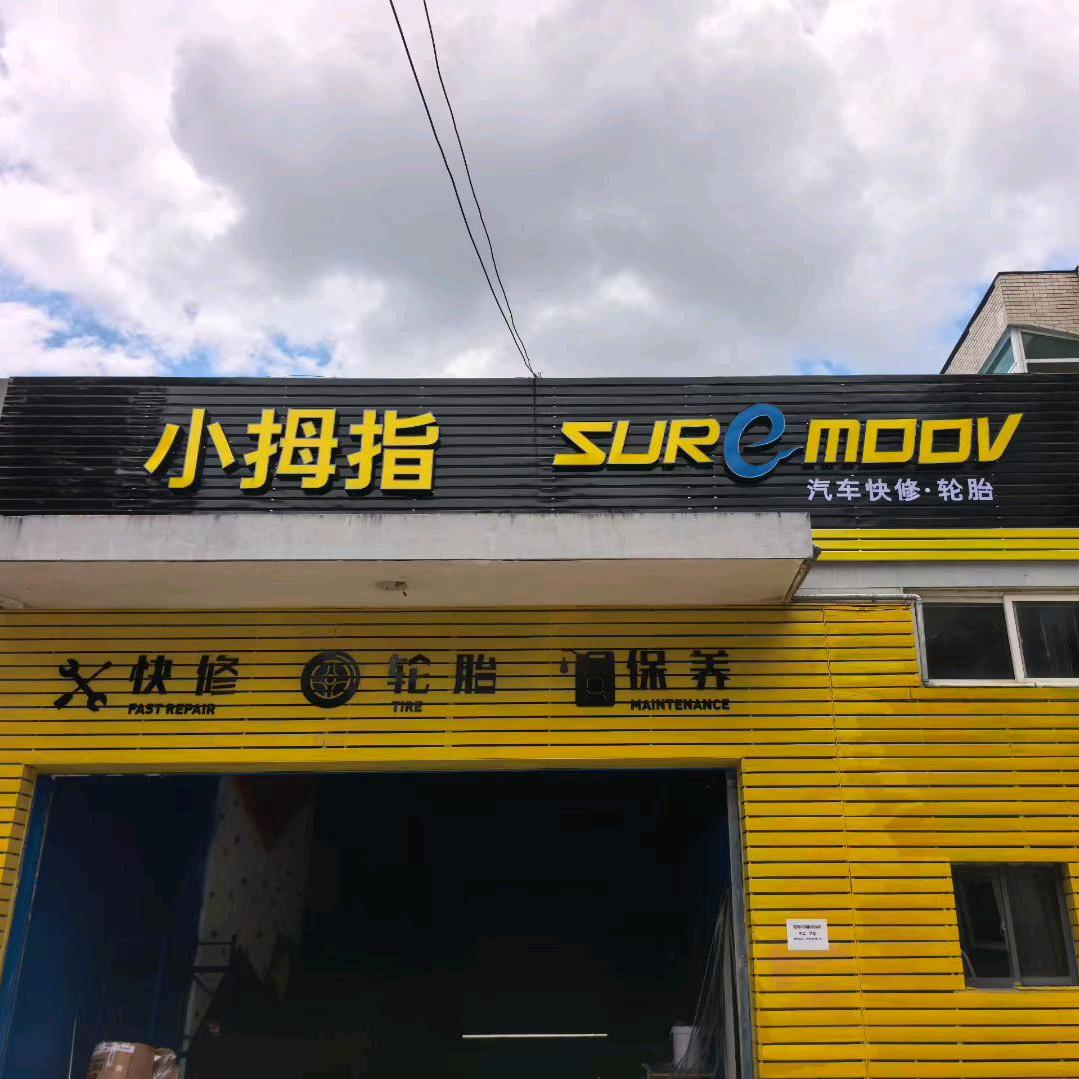 小拇指
SUReMOOV
汽车快修·轮胎
快修
FAST REPAIR
轮胎
TIRE
保养
MAINTENANCE